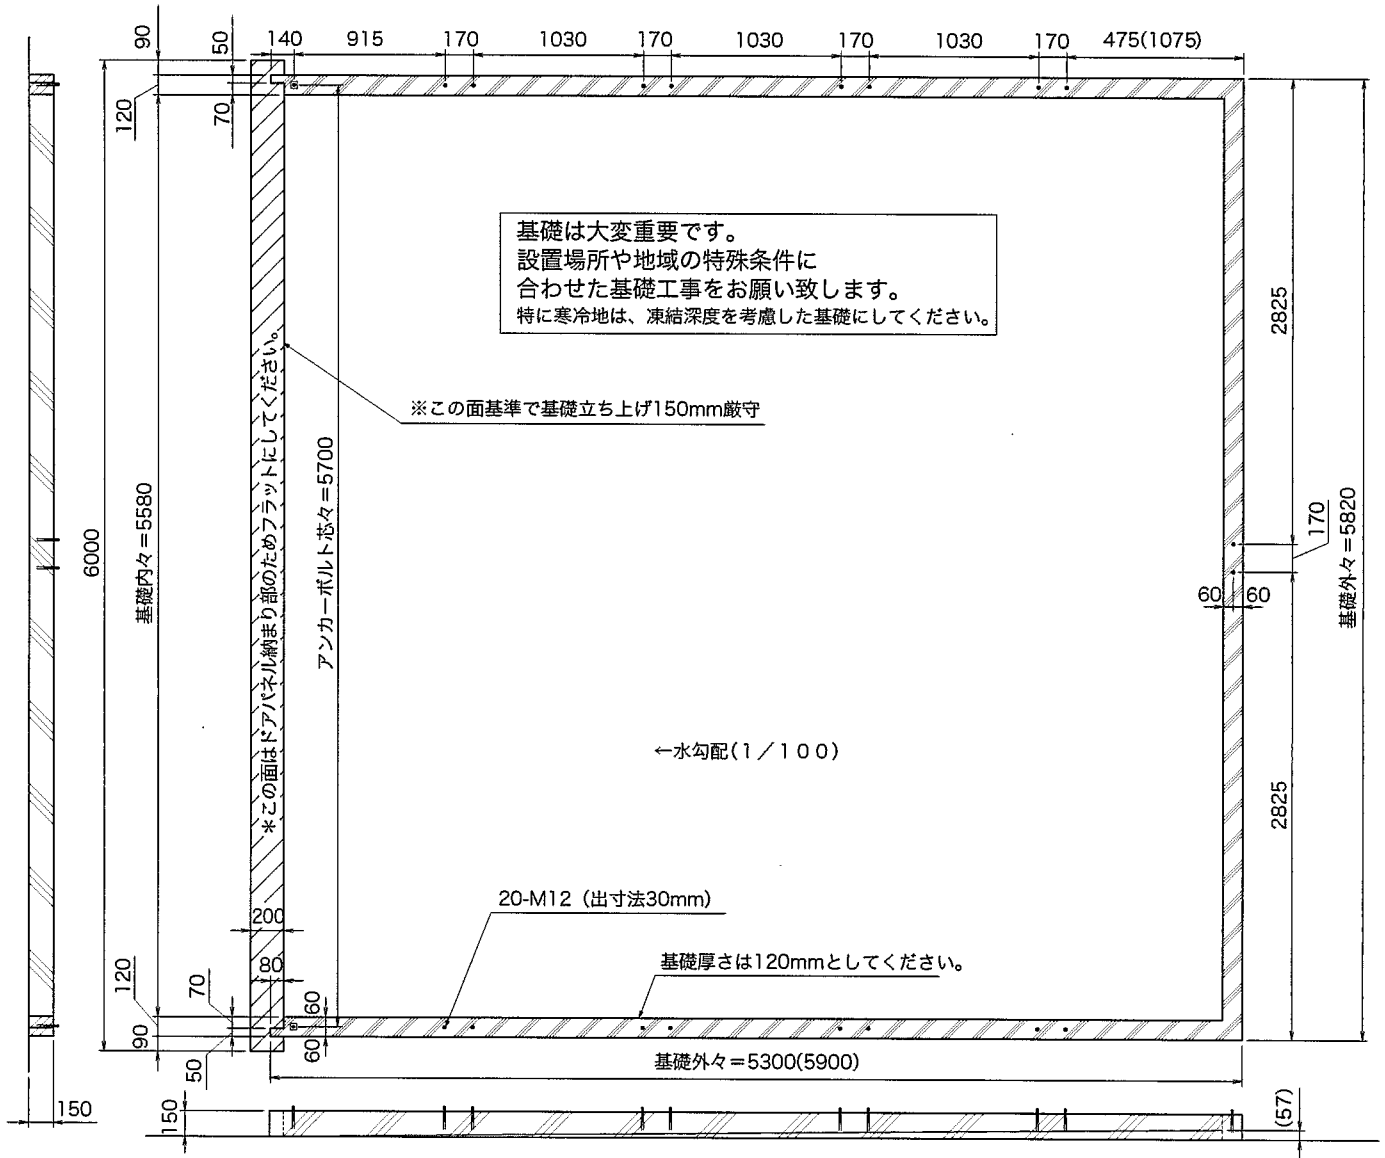 90
50
140
915
170
1030
170
1030
170
1030
170
475(1075)
120
70
基礎は大変重要です。
設置場所や地域の特殊条件に
合わせた基礎工事をお願い致します。
特に寒冷地は、凍結深度を考慮した基礎にしてください。
2825
※この面基準で基礎立ち上げ150mm厳守
*この面はドアパネル納まり部のためフラットにしてください。
アンカーボルト芯々＝5700
基礎内々＝5580
6000
170
基礎外々＝5820
60
60
←水勾配(１／１００)
2825
20-M12（出寸法30mm）
200
基礎厚さは120mmとしてください。
80
120
70
60
90
50
60
基礎外々＝5300(5900)
150
150
(57)